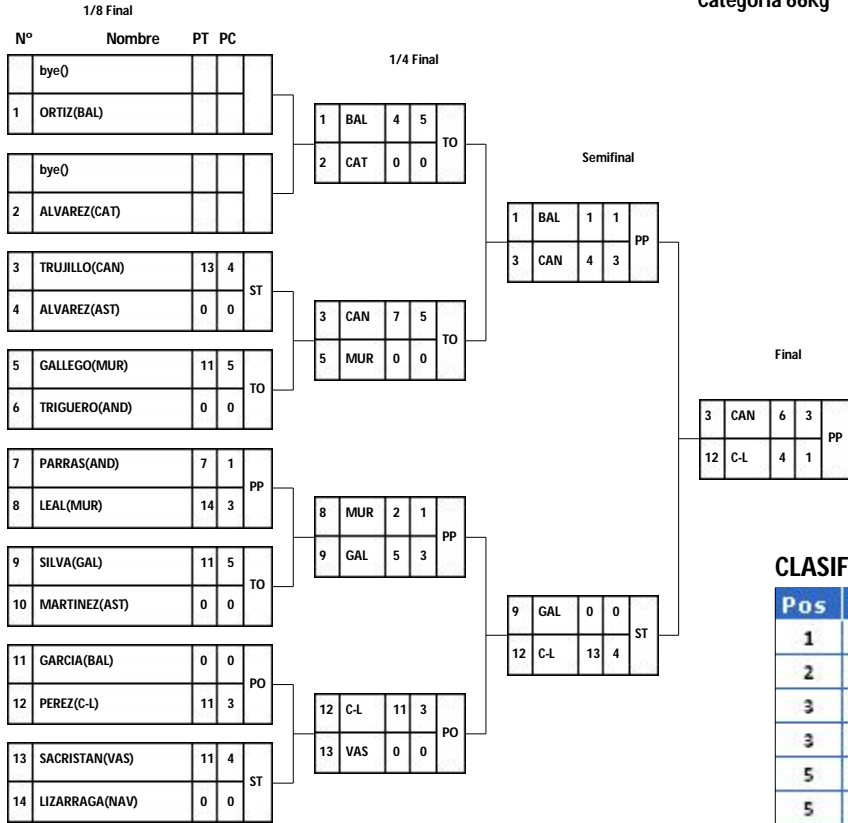 Categoría 66Kg
1/8 Final
Nº Nombre PT PC
bye()
1 ORTIZ(BAL)
bye()
2 ALVAREZ(CAT)
3 TRUJILLO(CAN) 13 4
ST
4 ALVAREZ(AST) 0 0
5 GALLEGO(MUR) 11 5
TO
6 TRIGUERO(AND) 0 0
7 PARRAS(AND) 7 1
PP
8 LEAL(MUR) 14 3
9 SILVA(GAL) 11 5
TO
10 MARTINEZ(AST) 0 0
11 GARCIA(BAL) 0 0
PO
12 PEREZ(C-L) 11 3
13 SACRISTAN(VAS) 11 4
ST
14 LIZARRAGA(NAV) 0 0
1/4 Final
1 BAL 4 5
TO
2 CAT 0 0
3 CAN 7 5
TO
5 MUR 0 0
8 MUR 2 1
PP
9 GAL 5 3
12 C-L 11 3
PO
13 VAS 0 0
Semifinal
1 BAL 1 1
PP
3 CAN 4 3
9 GAL 0 0
ST
12 C-L 13 4
Final
3 CAN 6 3
PP
12 C-L 4 1
CLASIF
Pos
1
2
3
3
5
5